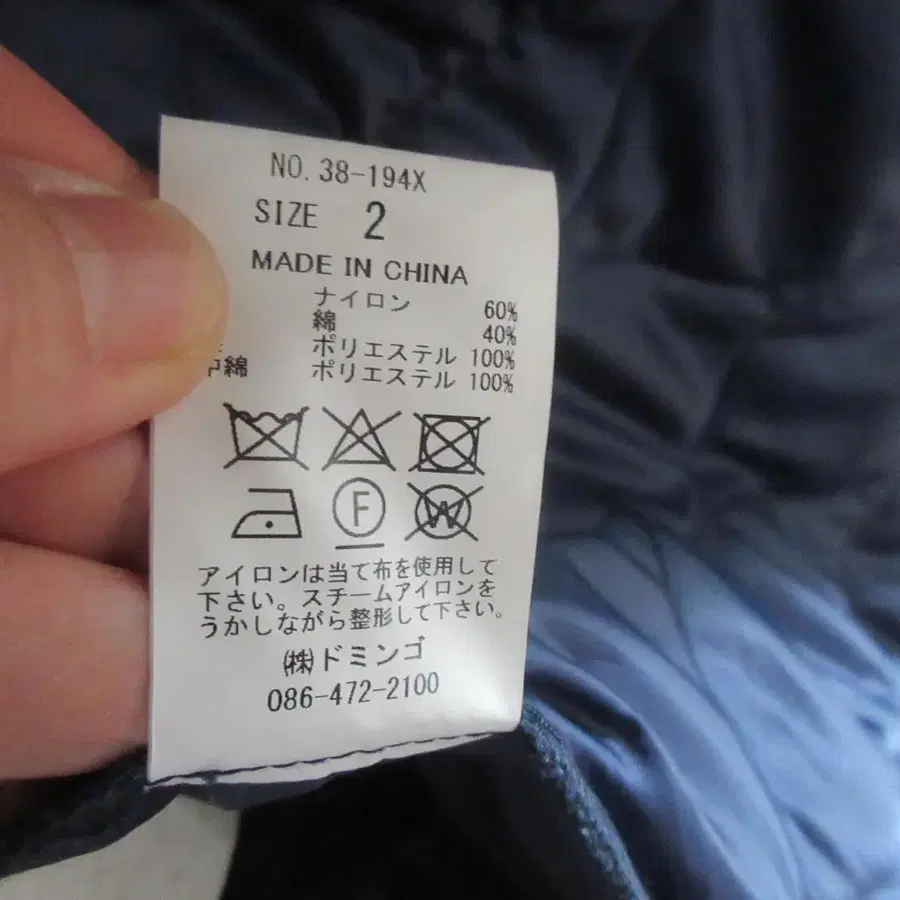 NO. 38-194X
SIZE 2
MADE IN CHINA
ナイロン 60%
綿 40%
ポリエステル 100%
中綿 ポリエステル 100%
F
W
アイロンは当て布を使用して
下さい。スチームアイロンを
うかしながら整形して下さい。
㈱ドミンゴ
086-472-2100